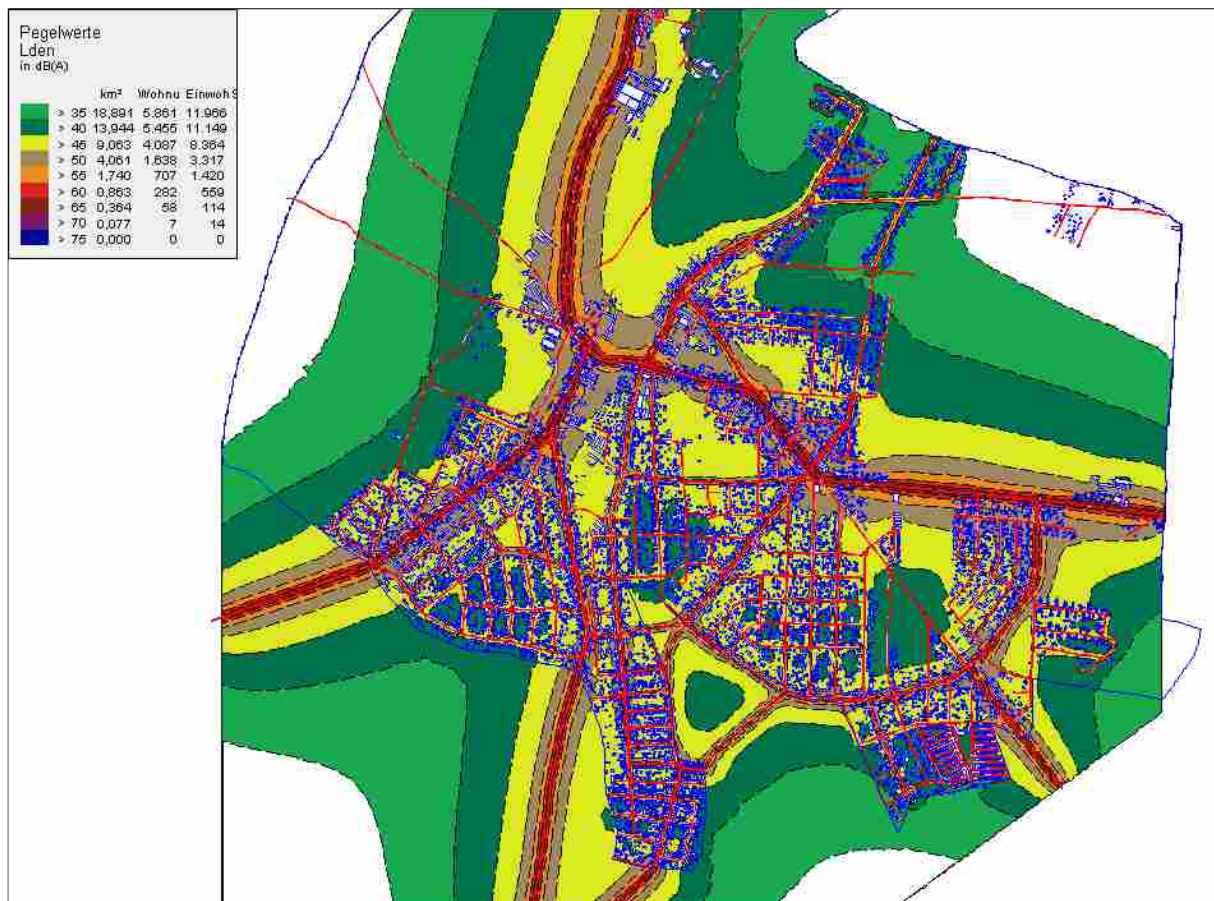 Pegelwerte
Lden
in dB(A)
km² Wohnu Einwoh
> 35 18,891 5.861 11.966
> 40 13,944 5.455 11.149
> 45 9,063 4.087 8.364
> 50 4,061 1.638 3.317
> 55 1,740 707 1.420
> 60 0,863 282 559
> 65 0,364 58 114
> 70 0,077 7 14
> 75 0,000 0 0